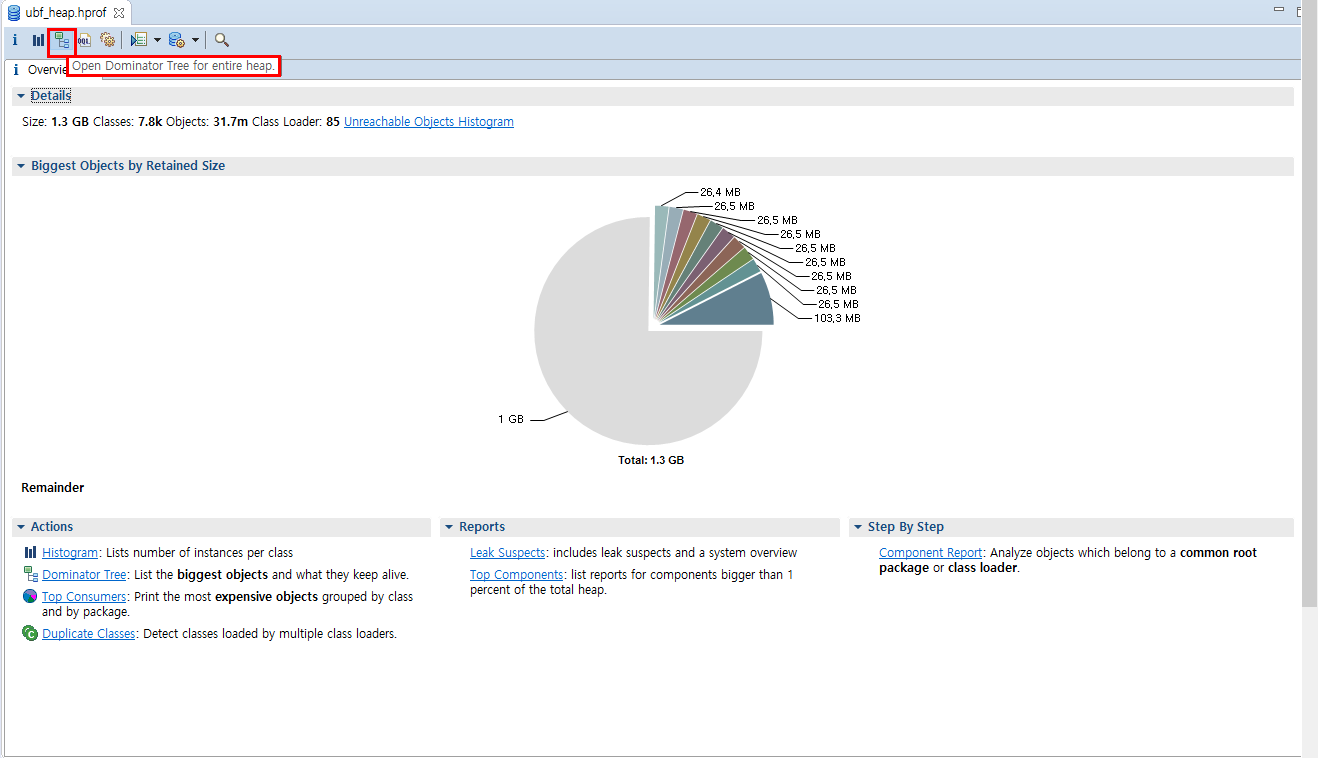 ubf_heap.hprof
i
OQL
Open Dominator Tree for entire heap.
i Overvie
Details
Size: 1.3 GB Classes: 7.8k Objects: 31.7m Class Loader: 85 Unreachable Objects Histogram
Biggest Objects by Retained Size
26,4 MB
26,5 MB
26,5 MB
26,5 MB
26,5 MB
26,5 MB
26,5 MB
26,5 MB
26,5 MB
103,3 MB
1 GB
Total: 1.3 GB
Remainder
Actions
Histogram: Lists number of instances per class
Dominator Tree: List the biggest objects and what they keep alive.
Top Consumers: Print the most expensive objects grouped by class
and by package.
Duplicate Classes: Detect classes loaded by multiple class loaders.
Reports
Leak Suspects: includes leak suspects and a system overview
Top Components: list reports for components bigger than 1
percent of the total heap.
Step By Step
Component Report: Analyze objects which belong to a common root
package or class loader.